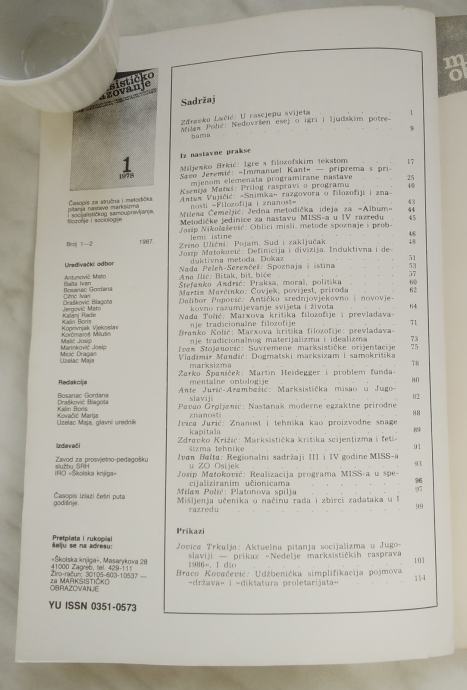 ksističko
azovanje
1
1978
Časopis za stručna i metodička
pitanja nastave marksizma
i socijalističkog samoupravljanja,
filozofije i sociologije
Broj 1—2 1987.
Uređivački odbor
Antunović Mato
Balta Ivan
Bosanac Gordana
Cifrić Ivan
Drašković Blagota
Jergović Mato
Kalanj Rade
Kalin Boris
Koprivnjak Vjekoslav
Korčmaroš Milutin
Malić Josip
Marinković Josip
Micić Dragan
Uzelac Maja
Redakcija
Bosanac Gordana
Drašković Blagota
Kalin Boris
Kovačić Marija
Uzelac Maja, glavni urednik
Izdavači
Zavod za prosvjetno-pedagošku
službu SRH
IRO »Školska knjiga«
Časopis izlazi četiri puta
godišnje.
Pretplata i rukopisi
šelju se na adresu:
»Školska knjiga«, Masarykova 28
41000 Zagreb, tel. 429-111
Žiro-račun: 30105-603-10537 —
za MARKSISTIČKO
OBRAZOVANJE
YU ISSN 0351-0573
Sadržaj
Zdravko Lučić: U rascjepu svijeta 1
Milan Polić: Nedovršen esej o igri i ljudskim potre-
bama 9
Iz nastavne prakse
Miljenko Brkić: Igre s filozofskim tekstom 17
Savo Jeremić: »Immanuel Kant« — priprema s pri-
mjenom elemenata programirane nastave 25
Ksenija Matuš: Prilog raspravi o programu 40
Antun Vujić: »Snimka« razgovora o filozofiji i zna-
nosti »Filozofija i znanost« 43
Milena Čemeljić: Jedna metodička ideja za »Album« 44
Metodičke jedinice za nastavu MISS-a u IV razredu 45
Josip Nikolašević: Oblici misli, metode spoznaje i prob-
lemi istine 46
Zrino Ulični: Pojam, Sud i zaključak 48
Josip Matoković: Definicija i divizija. Induktivna i de-
duktivna metoda. Dokaz 51
Nada Peleh-Serenčeš: Spoznaja i istina 53
Ana Ilić: Bitak, bit, biće 57
Štefanko Andrić: Praksa, moral, politika 60
Martin Marčinko: Čovjek, povijest, priroda 62
Dalibor Popović: Antičko srednjovjekovno i novovje-
kovno razumijevanje svijeta i života 64
Nada Tolić: Marxova kritika filozofije i prevladava-
nje tradicionalne filozofije 71
Branko Kolić: Marxova kritika filozofije: prevladava-
nje tradicionalnog materijalizma i idealizma 73
Ivan Stojanović: Suvremene marksističke orijentacije 75
Vladimir Mandić: Dogmatski marksizam i samokritika
marksizma 78
Žarko Španiček: Martin Heidegger i problem funda-
mentalne ontologije 80
Ante Jurić-Arambašić: Marksistička misao u Jugo-
slaviji 82
Pavao Grgljanić: Nastanak moderne egzaktne prirodne
znanosti 88
Ivica Jurić: Znanost i tehnika kao proizvodne snage
kapitala 89
Zdravko Križić: Marksistička kritika scijentizma i feti-
šizma tehnike 91
Ivan Balta: Regionalni sadržaji III i IV godine MISS-a
u ZO Osijek 93
Josip Matoković: Realizacija programa MISS-a u spe-
cijaliziranim učionicama 96
Milan Polić: Platonova spilja 97
Mišljenja učenika o načinu rada i zbirci zadataka u I
razredu 99
Prikazi
Jovica Trkulja: Aktuelna pitanja socijalizma u Jugo-
slaviji — prikaz »Nedelje marksističkih rasprava
1986«, I dio 101
Braco Kovačević: Udžbenička simplifikacija pojmova
»država« i »diktatura proletarijata« 114